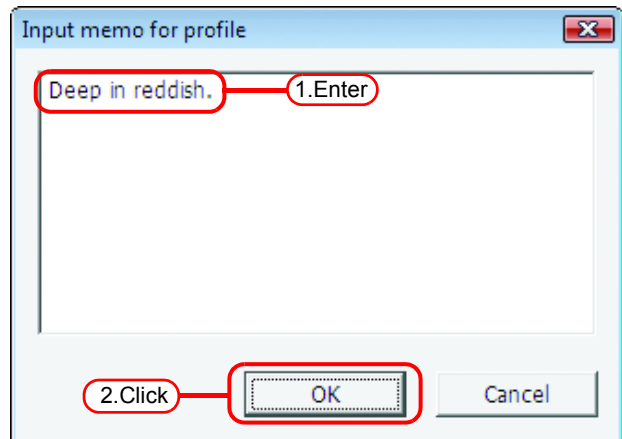 Input memo for profile
Deep in reddish.
1.Enter
2.Click
OK
Cancel